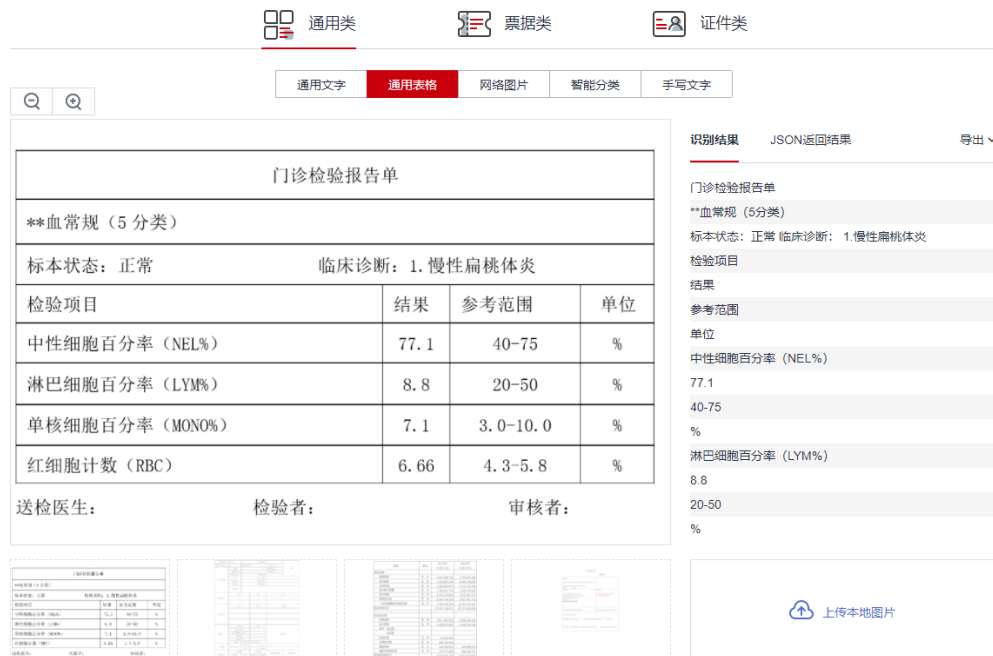 通用类 票据类 证件类
通用文字 通用表格 网络图片 智能分类 手写文字
门诊检验报告单
**血常规（5 分类）
标本状态：正常 临床诊断：1.慢性扁桃体炎
检验项目 结果 参考范围 单位
中性细胞百分率（NEL%） 77.1 40-75 %
淋巴细胞百分率（LYM%） 8.8 20-50 %
单核细胞百分率（MONO%） 7.1 3.0-10.0 %
红细胞计数（RBC） 6.66 4.3-5.8 %
送检医生： 检验者： 审核者：
识别结果 JSON返回结果 导出
门诊检验报告单
**血常规（5分类）
标本状态：正常 临床诊断： 1.慢性扁桃体炎
检验项目
结果
参考范围
单位
中性细胞百分率（NEL%）
77.1
40-75
%
淋巴细胞百分率（LYM%）
8.8
20-50
%
上传本地图片